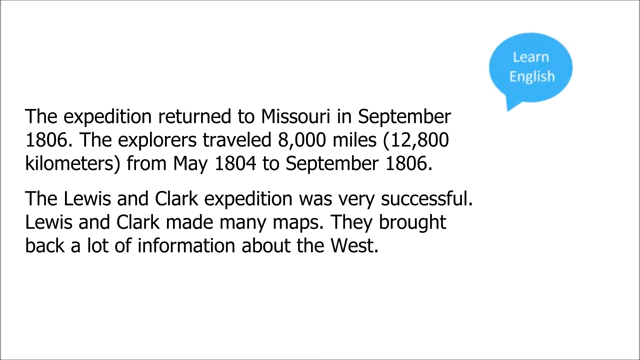 Learn
English
The expedition returned to Missouri in September
1806. The explorers traveled 8,000 miles (12,800
kilometers) from May 1804 to September 1806.
The Lewis and Clark expedition was very successful.
Lewis and Clark made many maps. They brought
back a lot of information about the West.